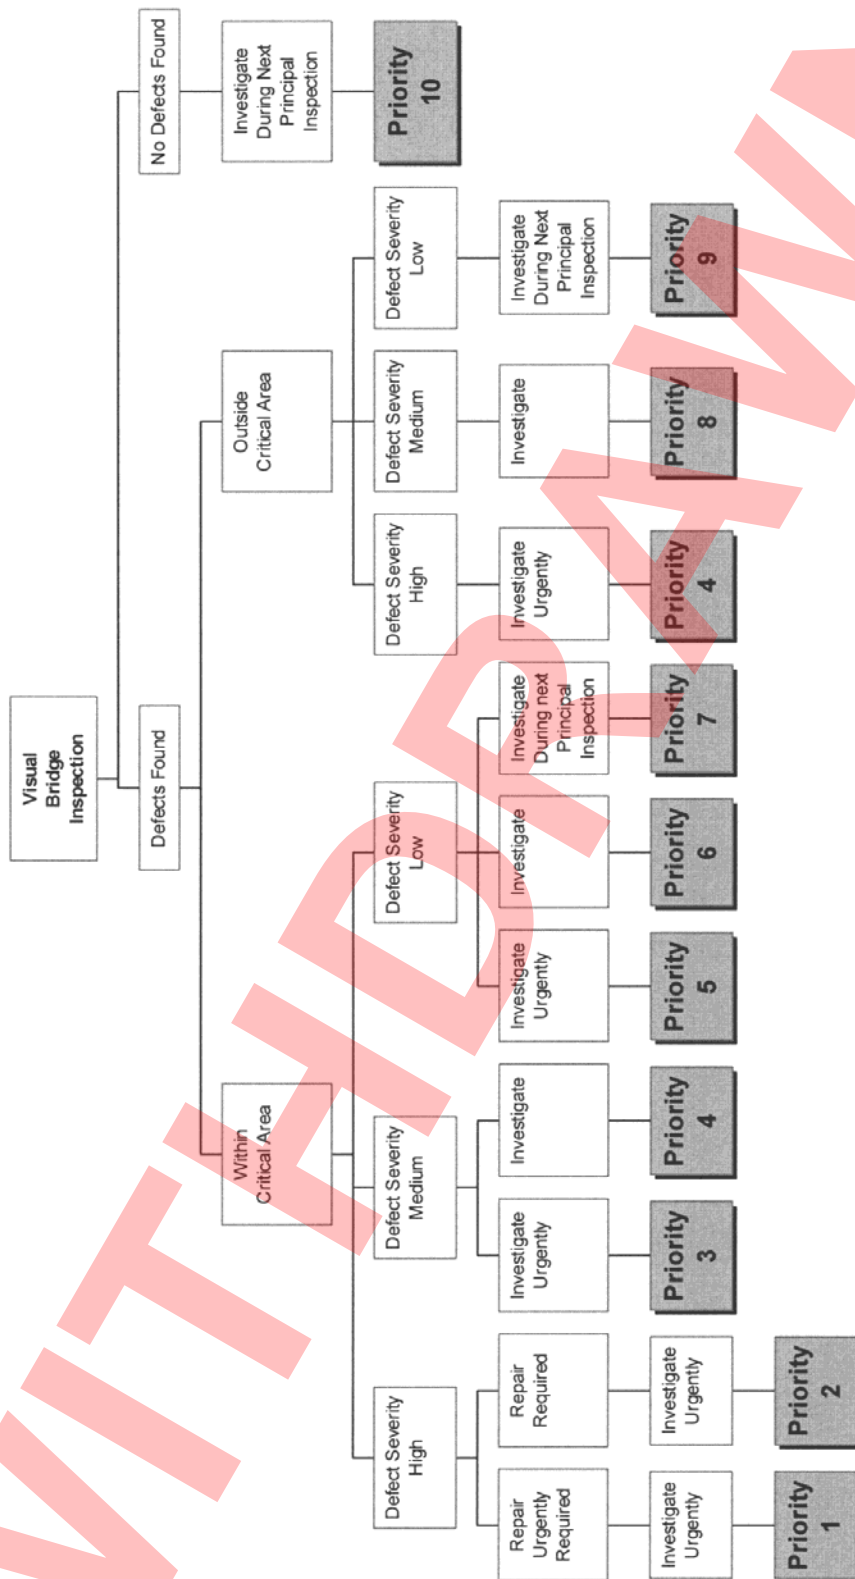 Visual
Bridge
Inspection
Defects Found
No Defects Found
Within
Critical Area
Outside
Critical Area
Investigate
During Next
Principal
Inspection
Defect Severity
High
Defect Severity
Medium
Defect Severity
Low
Defect Severity
High
Defect Severity
Medium
Defect Severity
Low
Priority
10
Repair
Urgently
Required
Repair
Required
Investigate
Urgently
Investigate
Investigate
Urgently
Investigate
Investigate
During next
Principal
Inspection
Investigate
Urgently
Investigate
Investigate
During Next
Principal
Inspection
Investigate
Urgently
Investigate
Urgently
Priority
3
Priority
4
Priority
5
Priority
6
Priority
7
Priority
4
Priority
8
Priority
9
Priority
1
Priority
2
WITHDRAWN